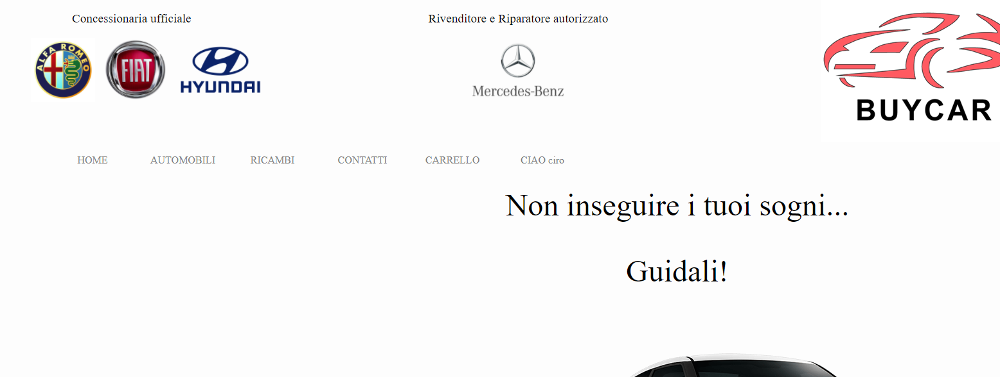 Concessionaria ufficiale
Rivenditore e Riparatore autorizzato
ALFA ROMEO
FIAT
HYUNDAI
Mercedes-Benz
BUYCAR
HOME AUTOMOBILI RICAMBI CONTATTI CARRELLO CIAO ciro
Non inseguire i tuoi sogni...
Guidali!